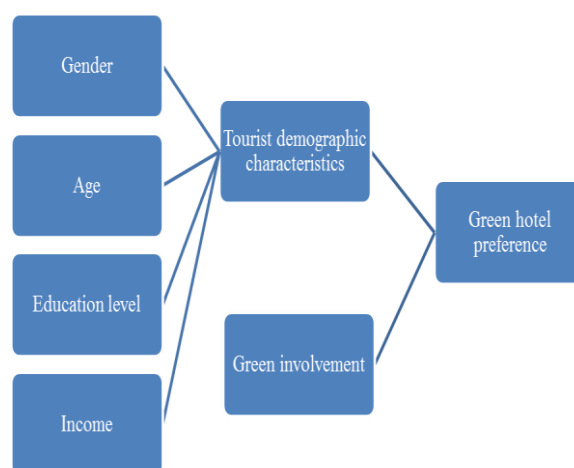 Gender
Age
Education level
Income
Tourist demographic
characteristics
Green involvement
Green hotel
preference